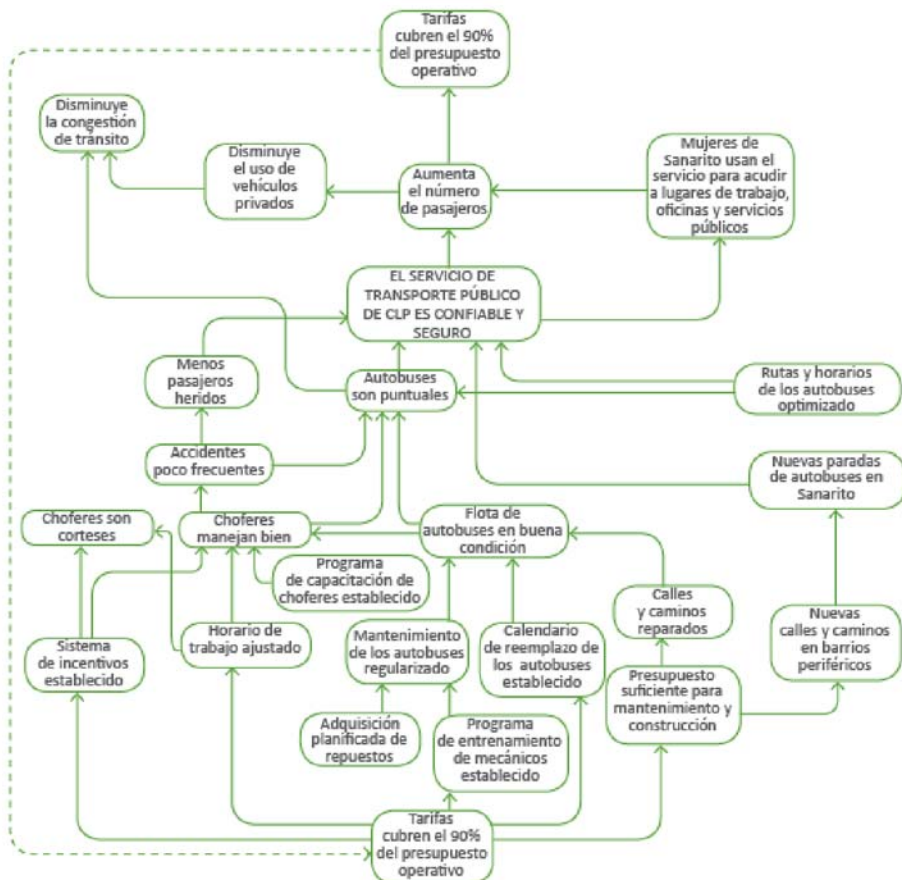 Tarifas
cubren el 90%
del presupuesto
operativo
Disminuye
la congestión
de tránsito
Disminuye
el uso de
vehículos
privados
Aumenta
el número
de pasajeros
Mujeres de
Sanarito usan el
servicio para acudir
a lugares de trabajo,
oficinas y servicios
públicos
EL SERVICIO DE
TRANSPORTE PÚBLICO
DE CLP ES CONFIABLE Y
SEGURO
Menos
pasajeros
heridos
Autobuses
son puntuales
Rutas y horarios
de los autobuses
optimizado
Accidentes
poco frecuentes
Nuevas paradas
de autobuses en
Sanarito
Choferes son
corteses
Choferes
manejan bien
Flota de
autobuses en buena
condición
Programa
de capacitación de
choferes establecido
Calles
y caminos
reparados
Nuevas
calles y caminos
en barrios
periféricos
Sistema
de incentivos
establecido
Horario de
trabajo ajustado
Mantenimiento
de los autobuses
regularizado
Calendario
de reemplazo de
los autobuses
establecido
Presupuesto
suficiente para
mantenimiento y
construcción
Adquisición
planificada de
repuestos
Programa
de entrenamiento
de mecánicos
establecido
Tarifas
cubren el 90%
del presupuesto
operativo